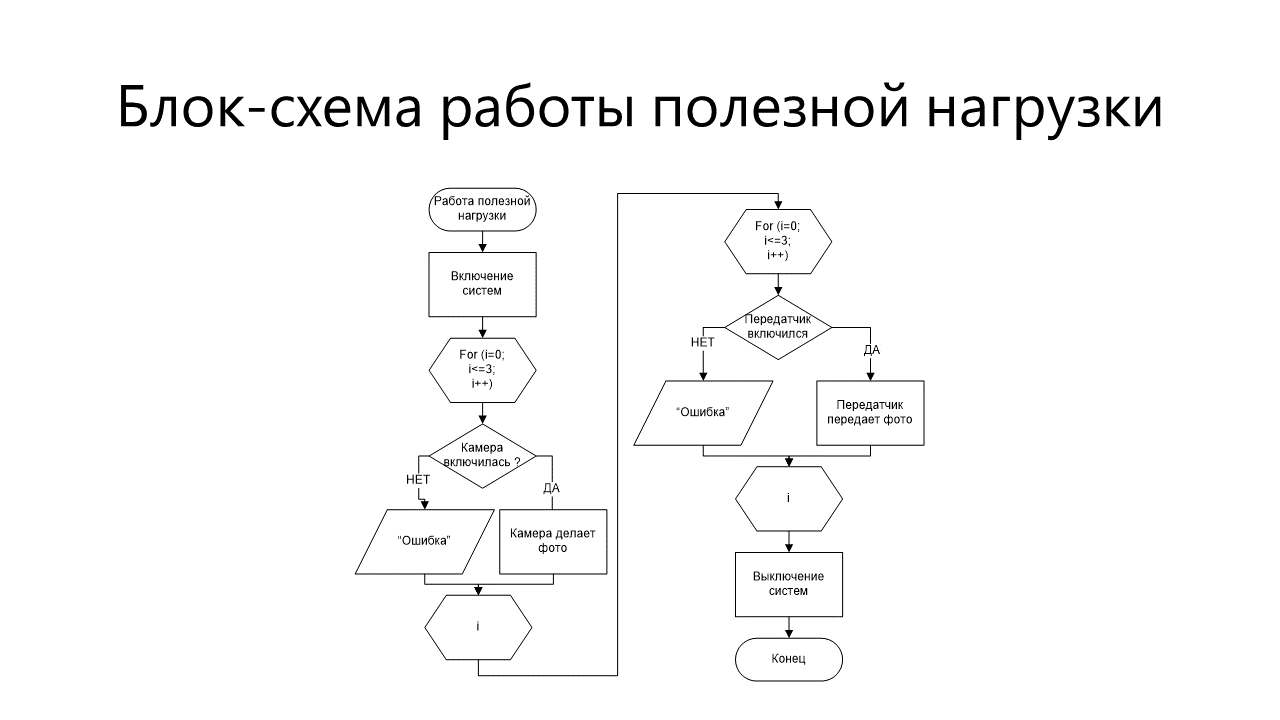 Блок-схема работы полезной нагрузки
Работа полезной
нагрузки
Включение
систем
For (i=0;
i<=3;
i++)
Камера
включилась ?
НЕТ
ДА
“Ошибка”
Камера делает
фото
i
For (i=0;
i<=3;
i++)
Передатчик
включился
НЕТ
ДА
“Ошибка”
Передатчик
передает фото
i
Выключение
систем
Конец